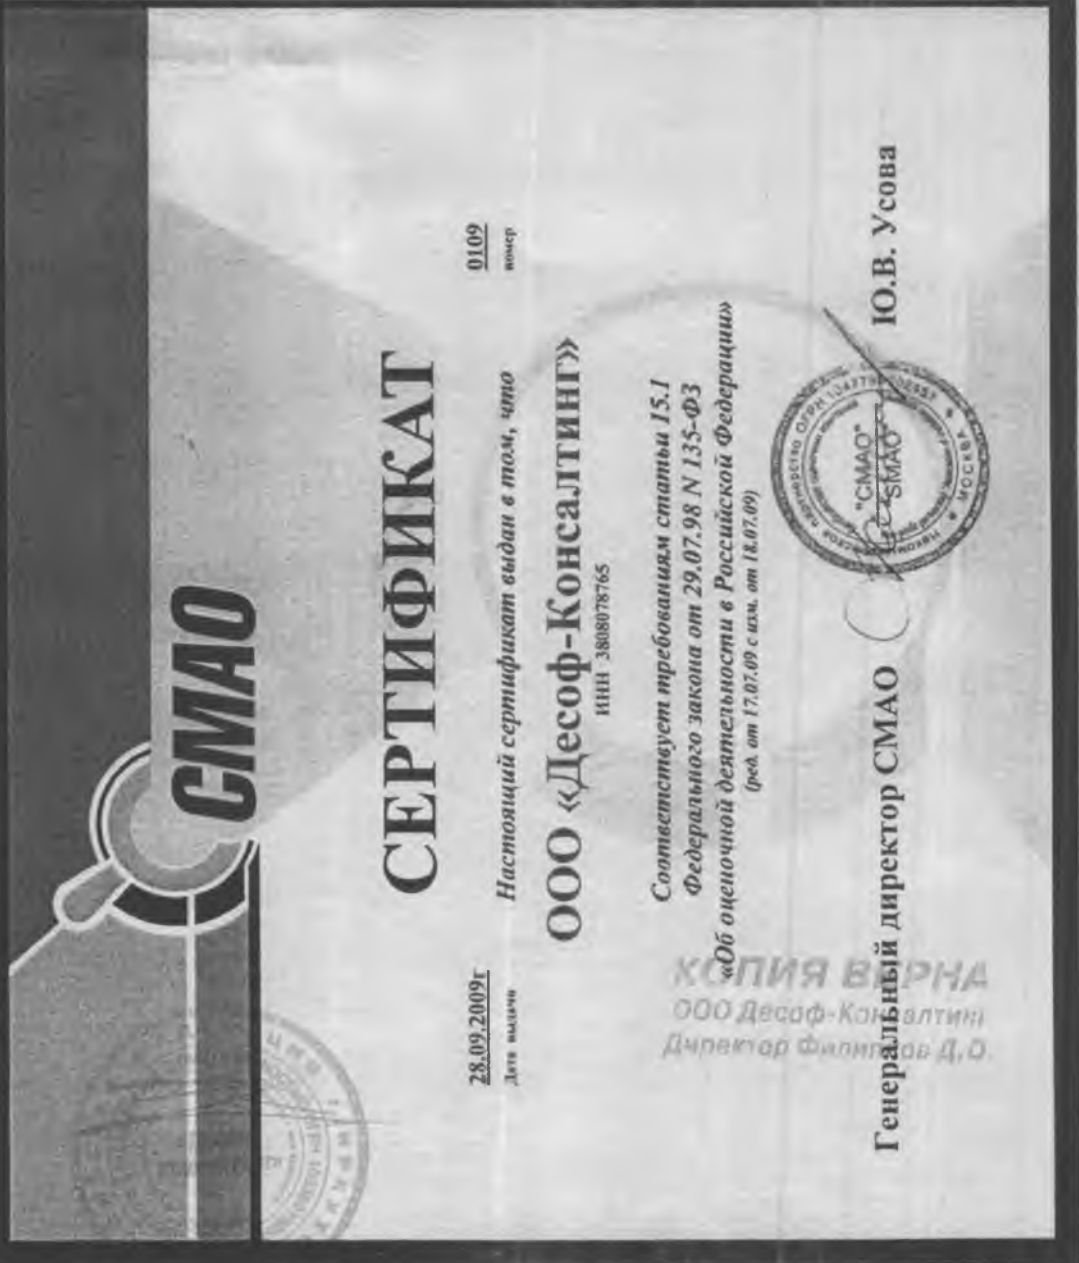 СМАО
СЕРТИФИКАТ
28.09.2009г 0109
Дата выдачи номер
Настоящий сертификат выдан в том, что
ООО «Десоф-Консалтинг»
ИНН 3808078765
Соответствует требованиям статьи 15.1
Федерального закона от 29.07.98 N 135-ФЗ
«Об оценочной деятельности в Российской Федерации»
(ред. от 17.07.09 с изм. от 18.07.09)
Генеральный директор СМАО Ю.В. Усова
"СМАО"
"SMAO"
МОСКВА
КОПИЯ ВЕРНА
ООО Десоф-Консалтинг
Директор Филиппов Д.О.